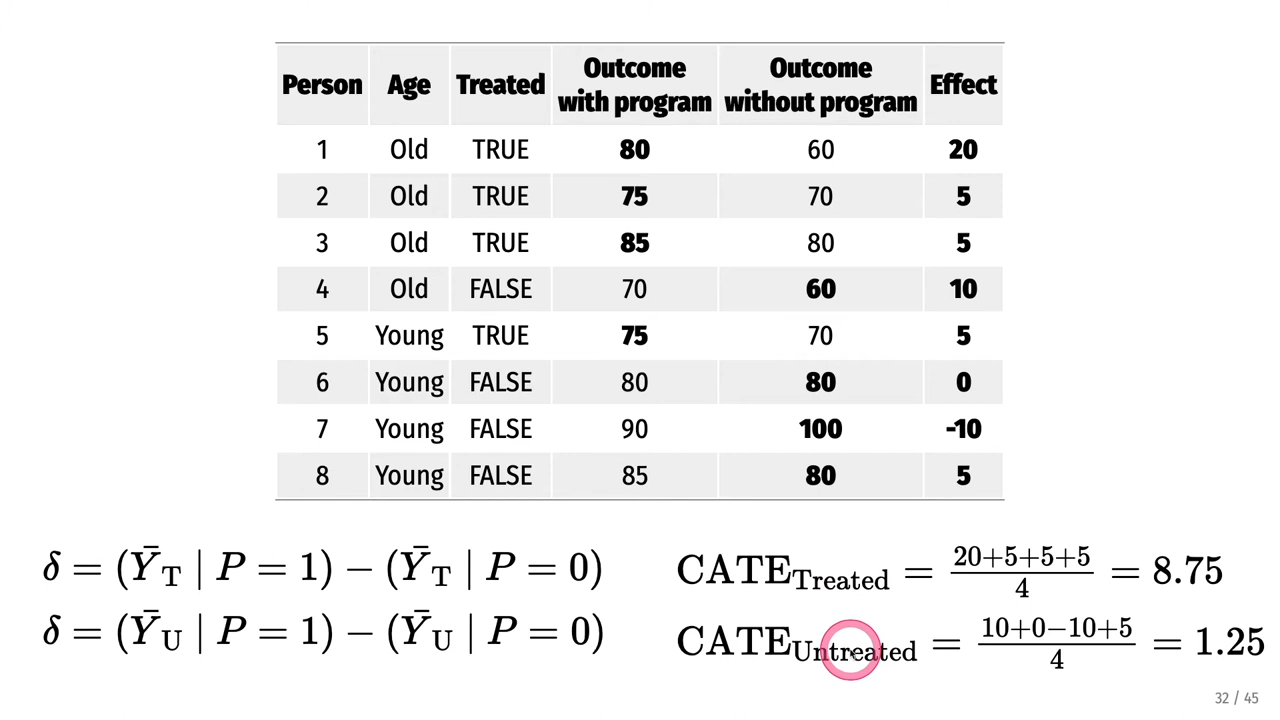 Person Age Treated Outcome with program Outcome without program Effect
1 Old TRUE 80 60 20
2 Old TRUE 75 70 5
3 Old TRUE 85 80 5
4 Old FALSE 70 60 10
5 Young TRUE 75 70 5
6 Young FALSE 80 80 0
7 Young FALSE 90 100 -10
8 Young FALSE 85 80 5
δ = (Ȳ_T | P = 1) − (Ȳ_T | P = 0)
δ = (Ȳ_U | P = 1) − (Ȳ_U | P = 0)
CATE_Treated = (20+5+5+5)/4 = 8.75
CATE_Untreated = (10+0−10+5)/4 = 1.25
32 / 45